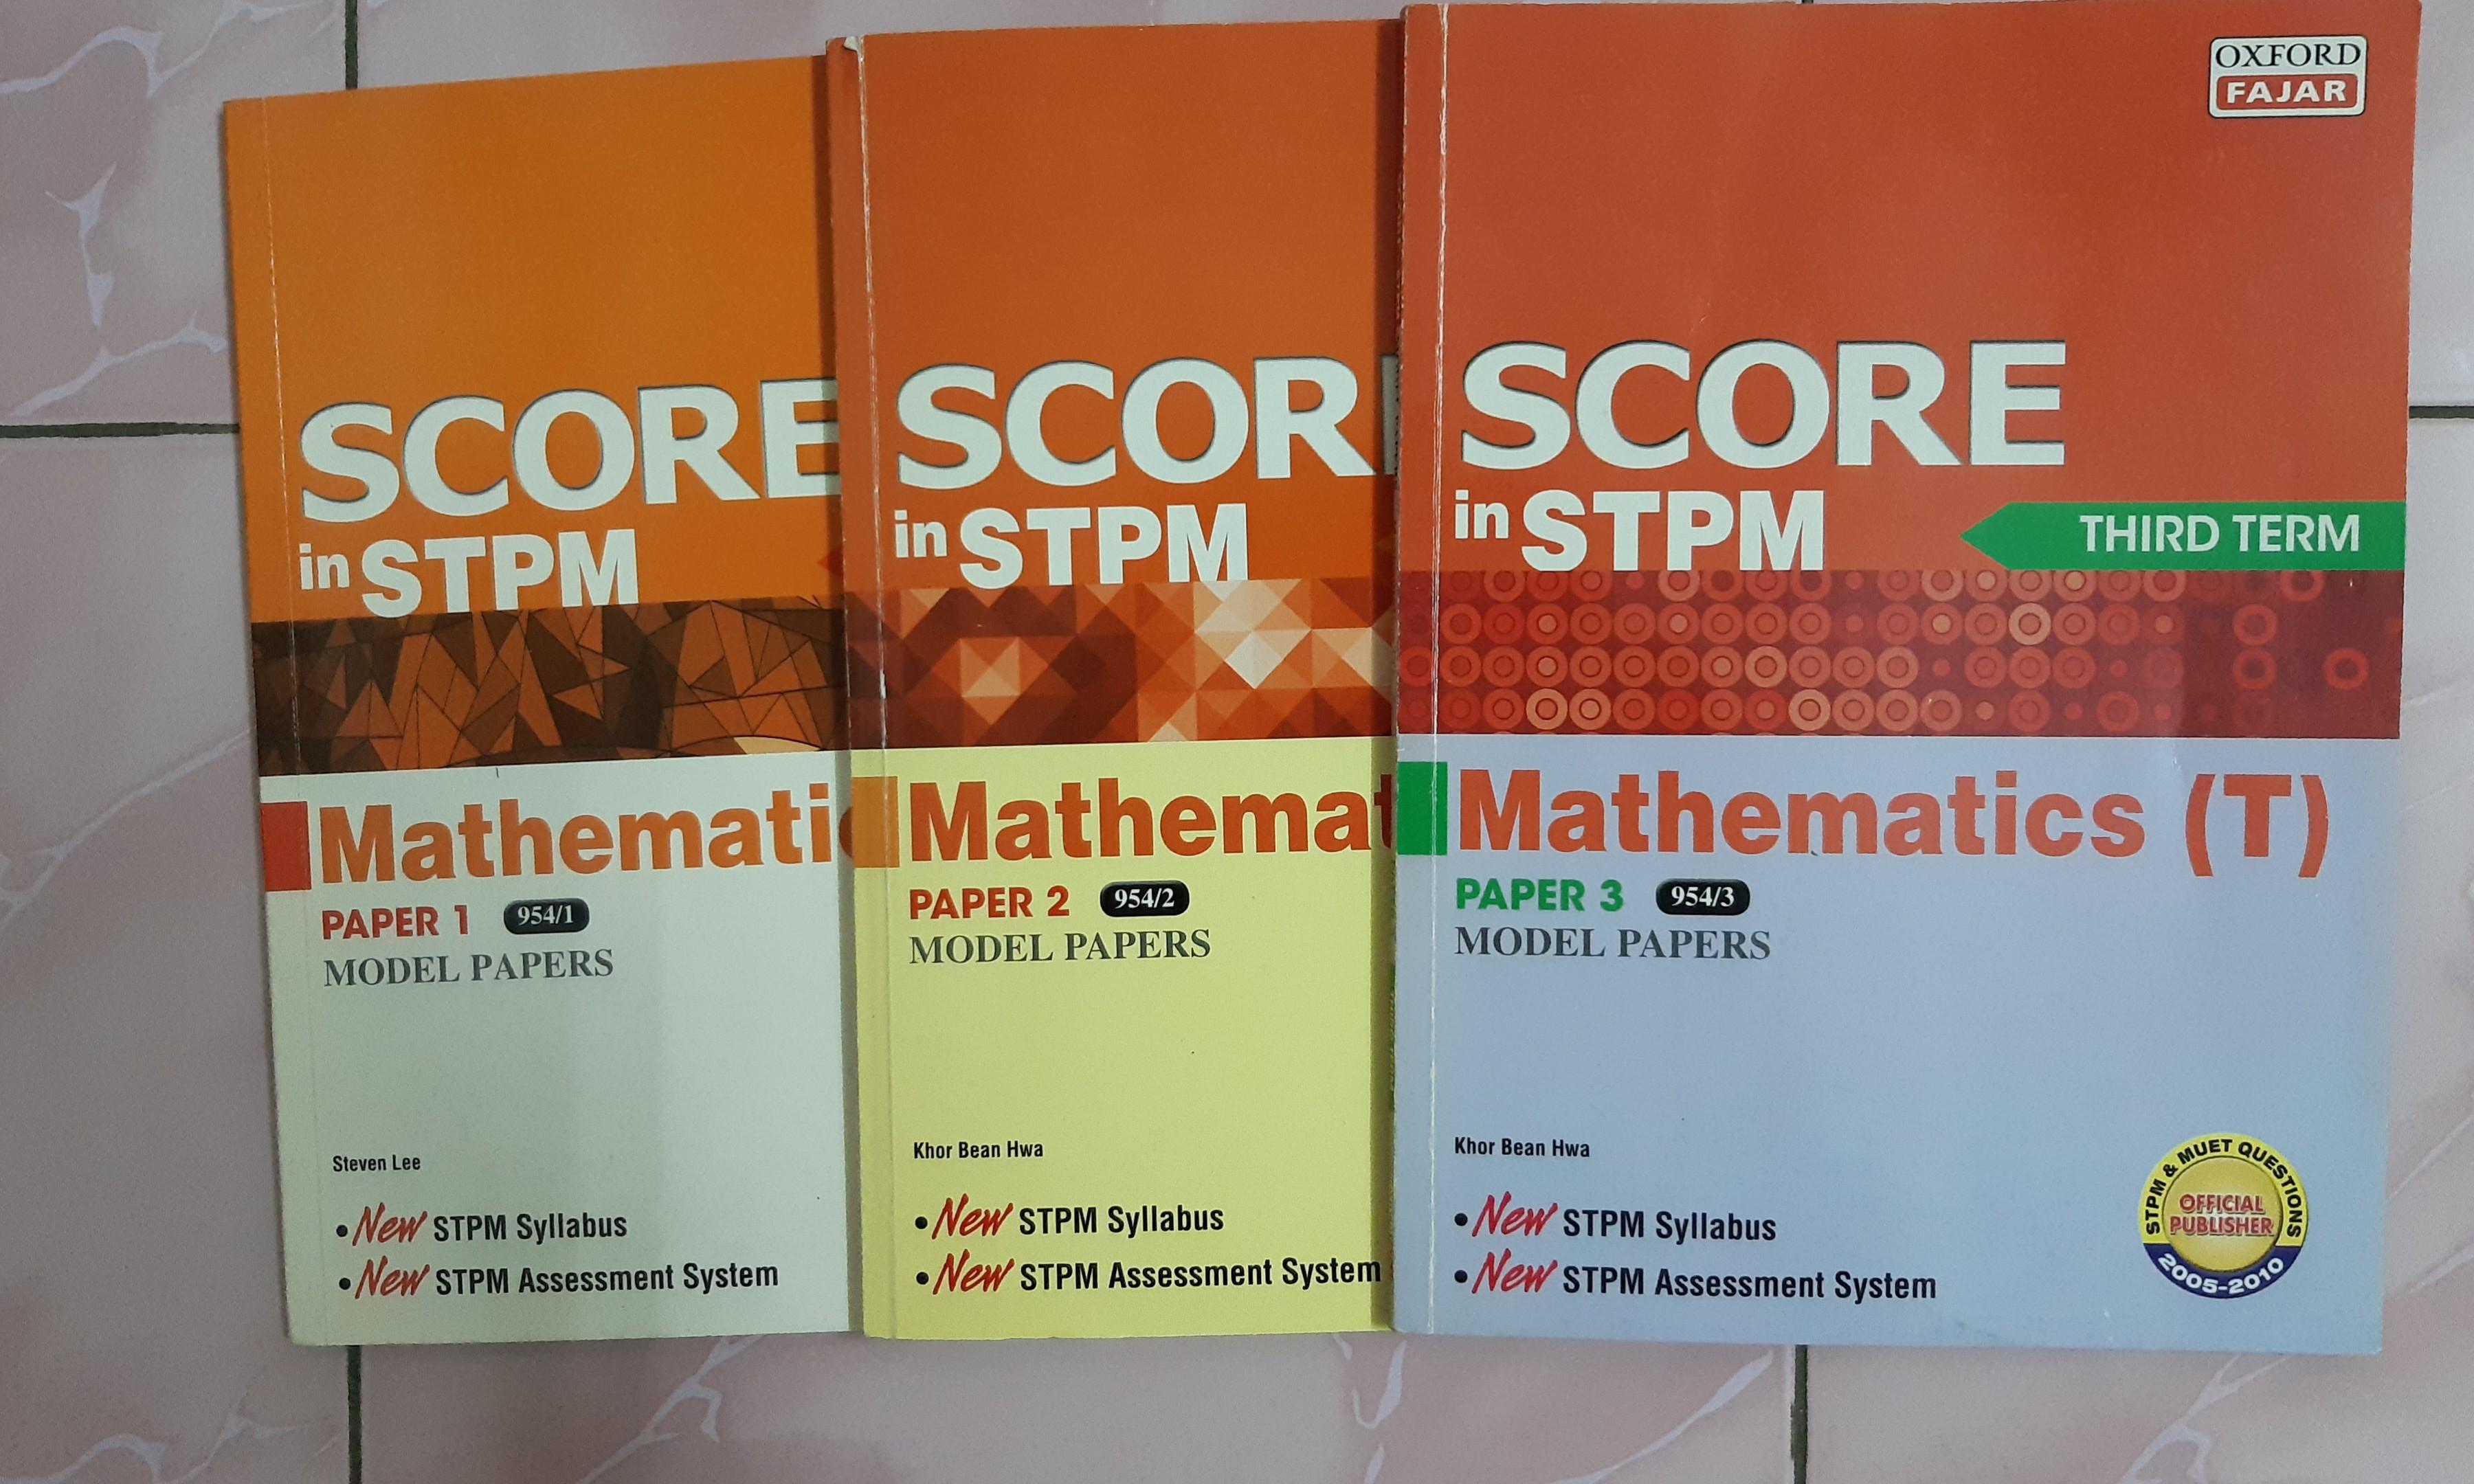 SCORE
in STPM
Mathematic
PAPER 1 954/1
MODEL PAPERS
Steven Lee
• New STPM Syllabus
• New STPM Assessment System
SCOR
in STPM
Mathemat
PAPER 2 954/2
MODEL PAPERS
Khor Bean Hwa
• New STPM Syllabus
• New STPM Assessment System
OXFORD
FAJAR
SCORE
in STPM
THIRD TERM
Mathematics (T)
PAPER 3 954/3
MODEL PAPERS
Khor Bean Hwa
• New STPM Syllabus
• New STPM Assessment System
STPM & MUET QUESTIONS
OFFICIAL
PUBLISHER
2005-2010